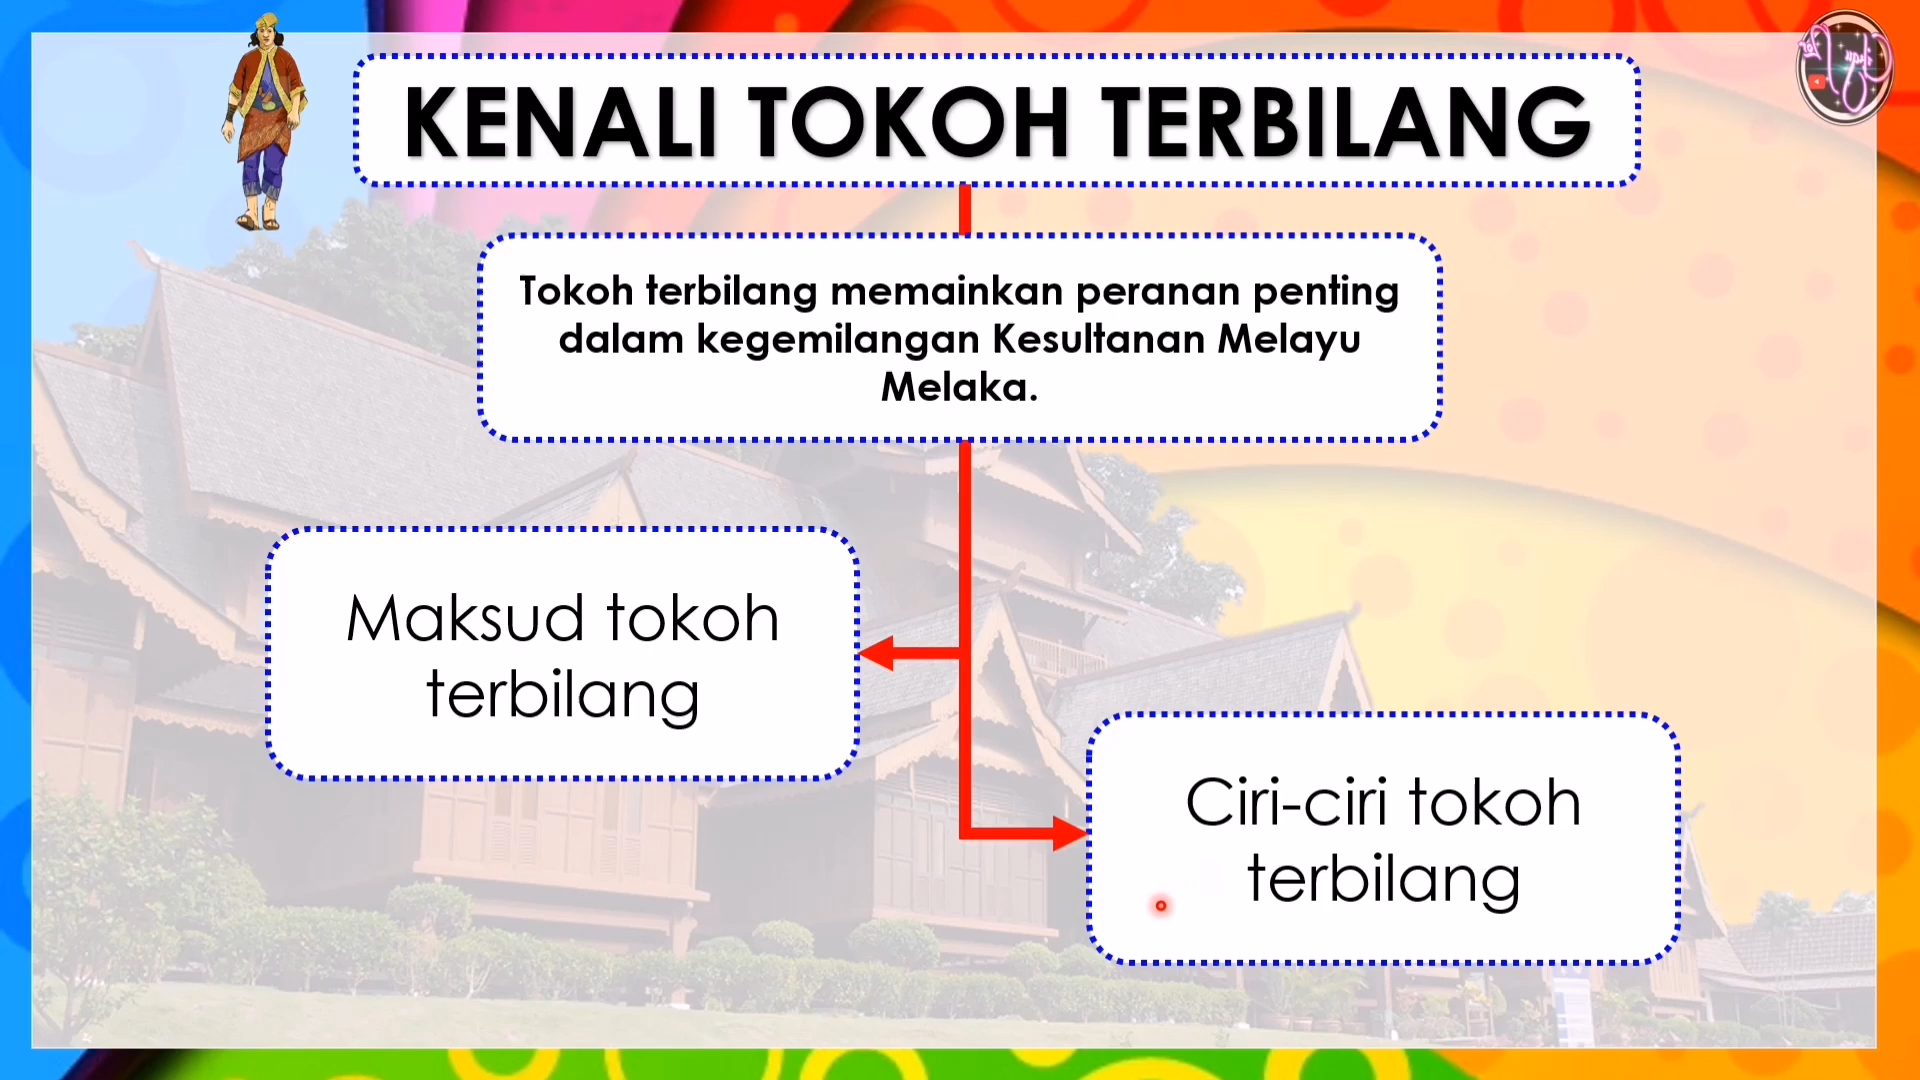 KENALI TOKOH TERBILANG
Tokoh terbilang memainkan peranan penting
dalam kegemilangan Kesultanan Melayu
Melaka.
Maksud tokoh
terbilang
Ciri-ciri tokoh
terbilang